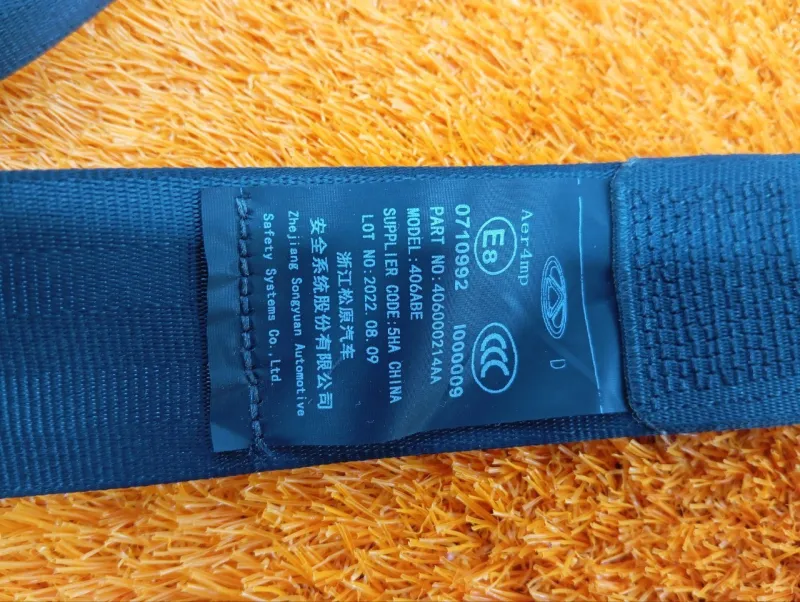 D
Aer4mp
E8
CCC
0710992 I000009
PART NO:406000214AA
MODEL:406ABE
SUPPLIER CODE:5HA CHINA
LOT NO:2022.08.09
浙江松原汽车
安全系统股份有限公司
Zhejiang Songyuan Automotive
Safety Systems Co.,Ltd